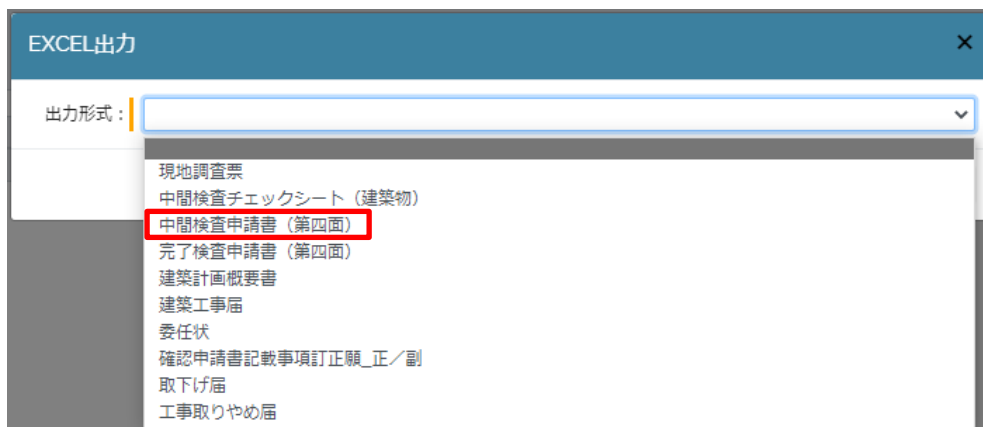 EXCEL出力
出力形式：
現地調査票
中間検査チェックシート（建築物）
中間検査申請書（第四面）
完了検査申請書（第四面）
建築計画概要書
建築工事届
委任状
確認申請書記載事項訂正願_正／副
取下げ届
工事取りやめ届